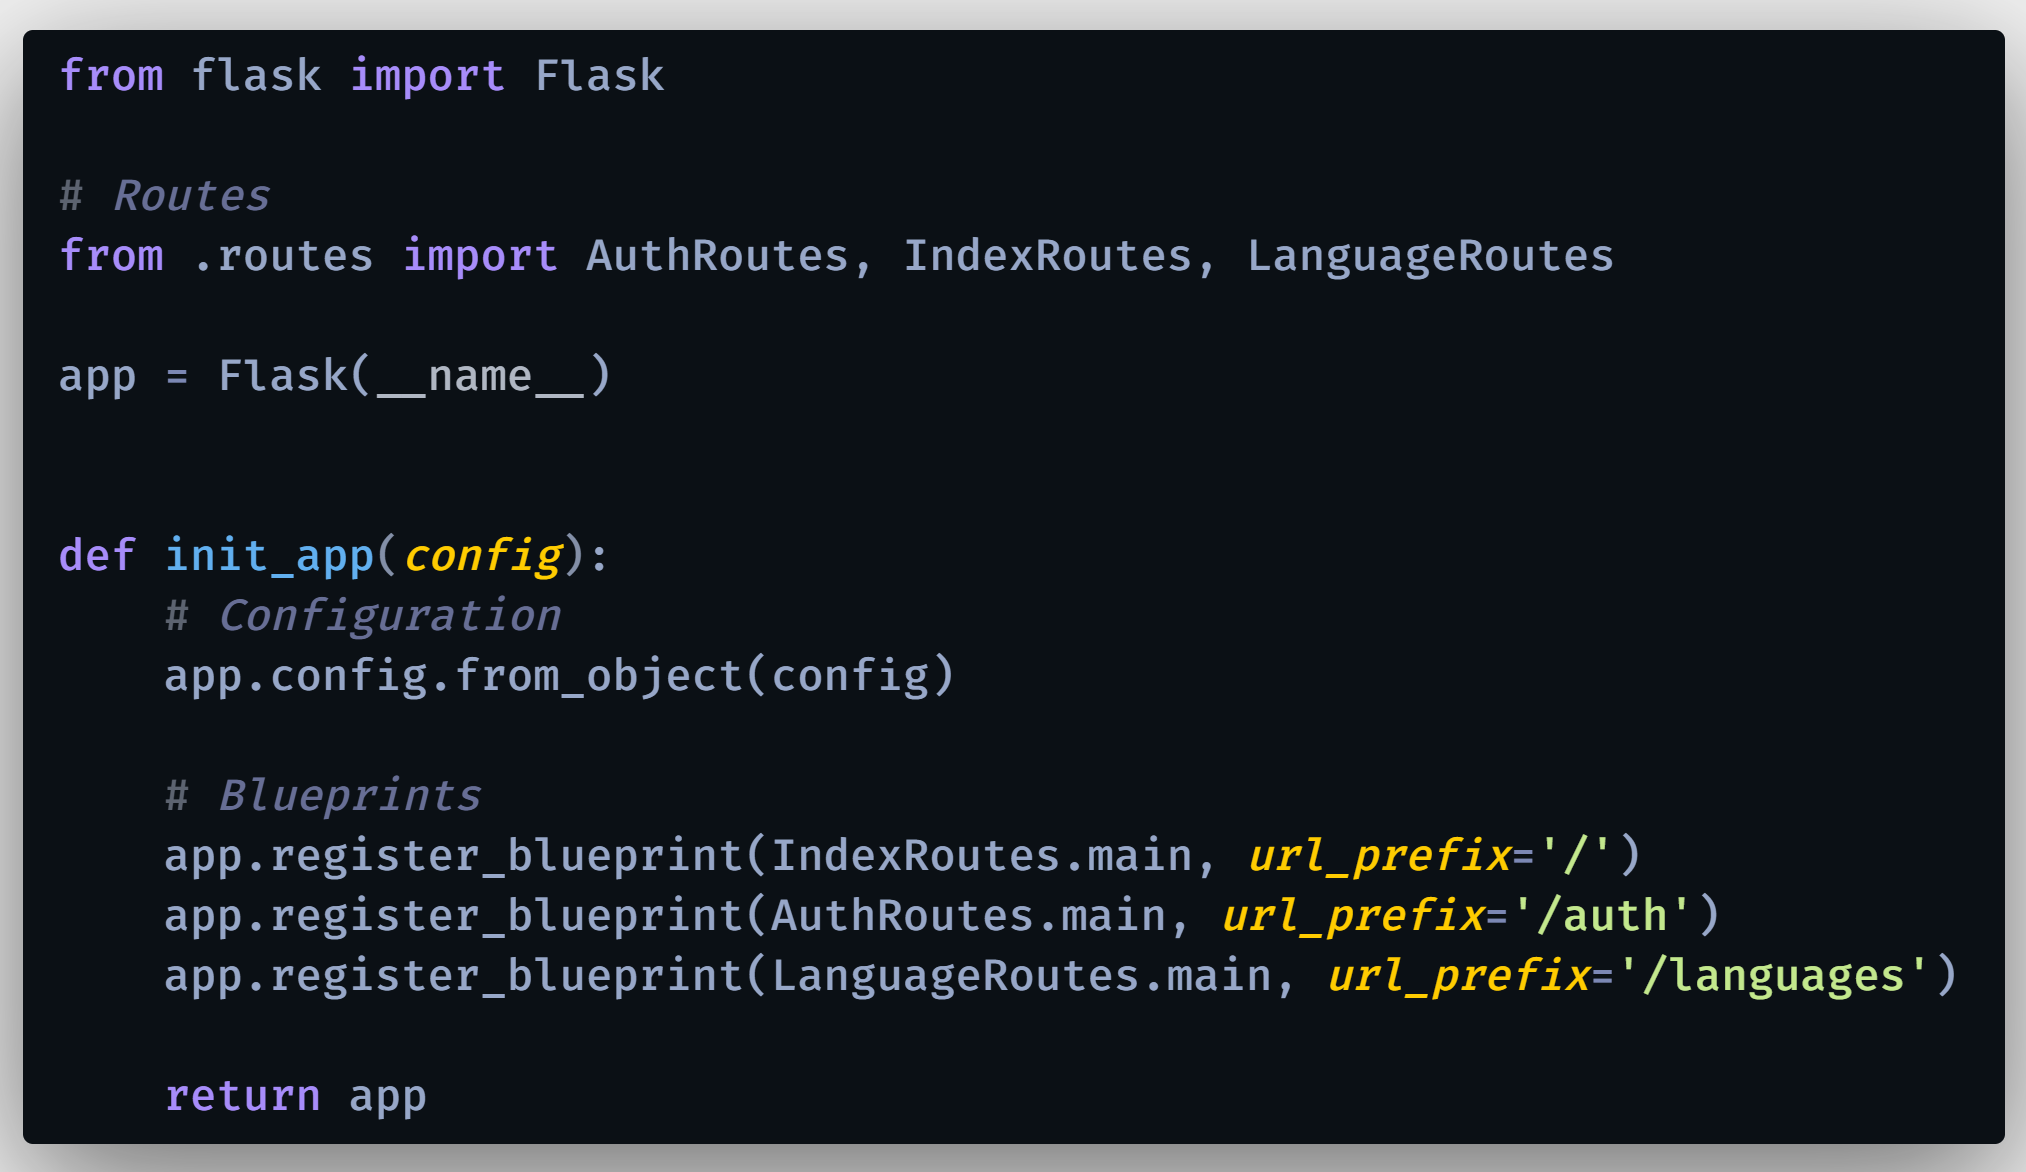 from flask import Flask
# Routes
from .routes import AuthRoutes, IndexRoutes, LanguageRoutes
app = Flask(__name__)
def init_app(config):
    # Configuration
    app.config.from_object(config)
    # Blueprints
    app.register_blueprint(IndexRoutes.main, url_prefix='/')
    app.register_blueprint(AuthRoutes.main, url_prefix='/auth')
    app.register_blueprint(LanguageRoutes.main, url_prefix='/languages')
    return app